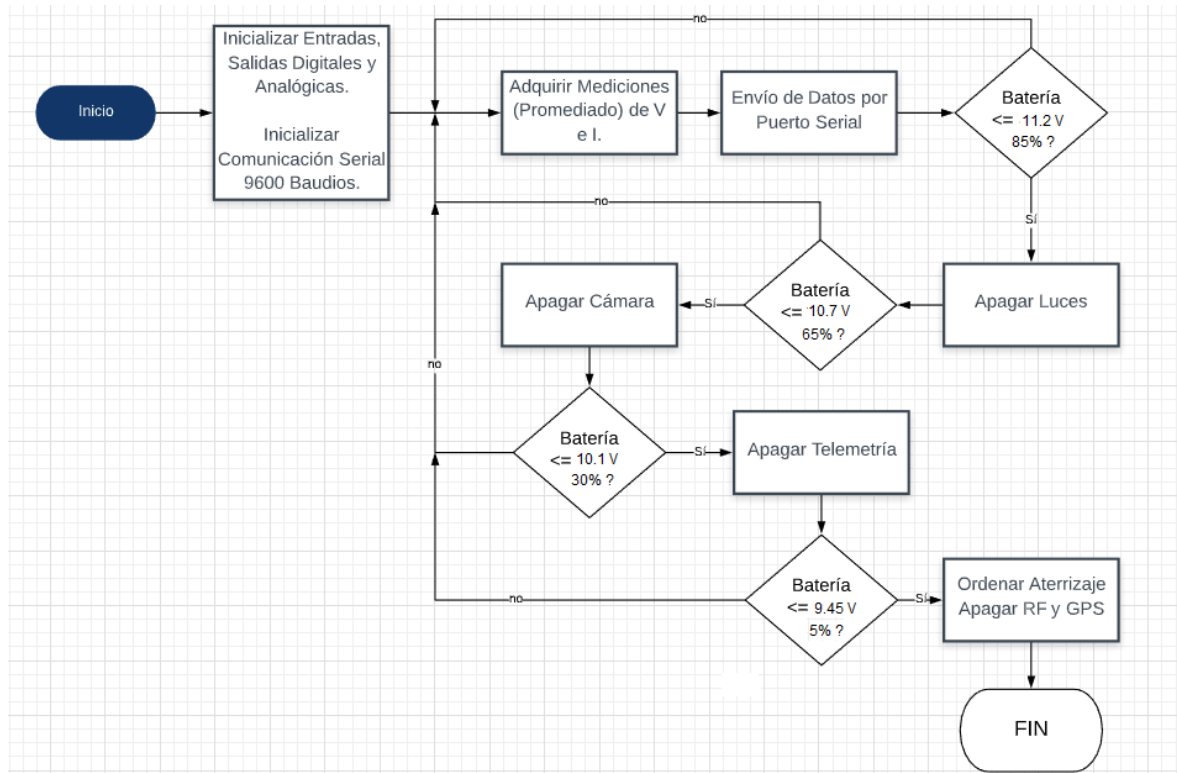 Inicio
Inicializar Entradas,
Salidas Digitales y
Analógicas.
Inicializar
Comunicación Serial
9600 Baudios.
Adquirir Mediciones
(Promediado) de V
e I.
Envío de Datos por
Puerto Serial
Batería
<= 11.2 V
85% ?
no
Sí
Apagar Luces
Batería
<= 10.7 V
65% ?
no
Sí
Apagar Cámara
Batería
<= 10.1 V
30% ?
no
Sí
Apagar Telemetría
Batería
<= 9.45 V
5% ?
no
Sí
Ordenar Aterrizaje
Apagar RF y GPS
FIN